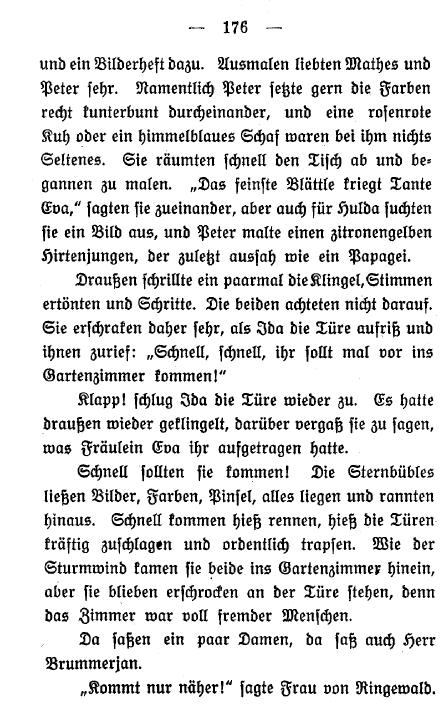 — 176 —
und ein Bilderheft dazu. Ausmalen liebten Mathes und
Peter sehr. Namentlich Peter setzte gern die Farben
recht kunterbunt durcheinander, und eine rosenrote
Kuh oder ein himmelblaues Schaf waren bei ihm nichts
Seltenes. Sie räumten schnell den Tisch ab und be-
gannen zu malen. „Das feinste Blättle kriegt Tante
Eva,“ sagten sie zueinander, aber auch für Hulda suchten
sie ein Bild aus, und Peter malte einen zitronengelben
Hirtenjungen, der zuletzt aussah wie ein Papagei.
Draußen schrillte ein paarmal die Klingel, Stimmen
ertönten und Schritte. Die beiden achteten nicht darauf.
Sie erschraken daher sehr, als Ida die Türe aufriß und
ihnen zurief: „Schnell, schnell, ihr sollt mal vor ins
Gartenzimmer kommen!“
Klapp! schlug Ida die Türe wieder zu. Es hatte
draußen wieder geklingelt, darüber vergaß sie zu sagen,
was Fräulein Eva ihr aufgetragen hatte.
Schnell sollten sie kommen! Die Sternbübles
ließen Bilder, Farben, Pinsel, alles liegen und rannten
hinaus. Schnell kommen hieß rennen, hieß die Türen
kräftig zuschlagen und ordentlich trapsen. Wie der
Sturmwind kamen sie beide ins Gartenzimmer hinein,
aber sie blieben erschrocken an der Türe stehen, denn
das Zimmer war voll fremder Menschen.
Da saßen ein paar Damen, da saß auch Herr
Brummerjan.
„Kommt nur näher!“ sagte Frau von Ringewald.